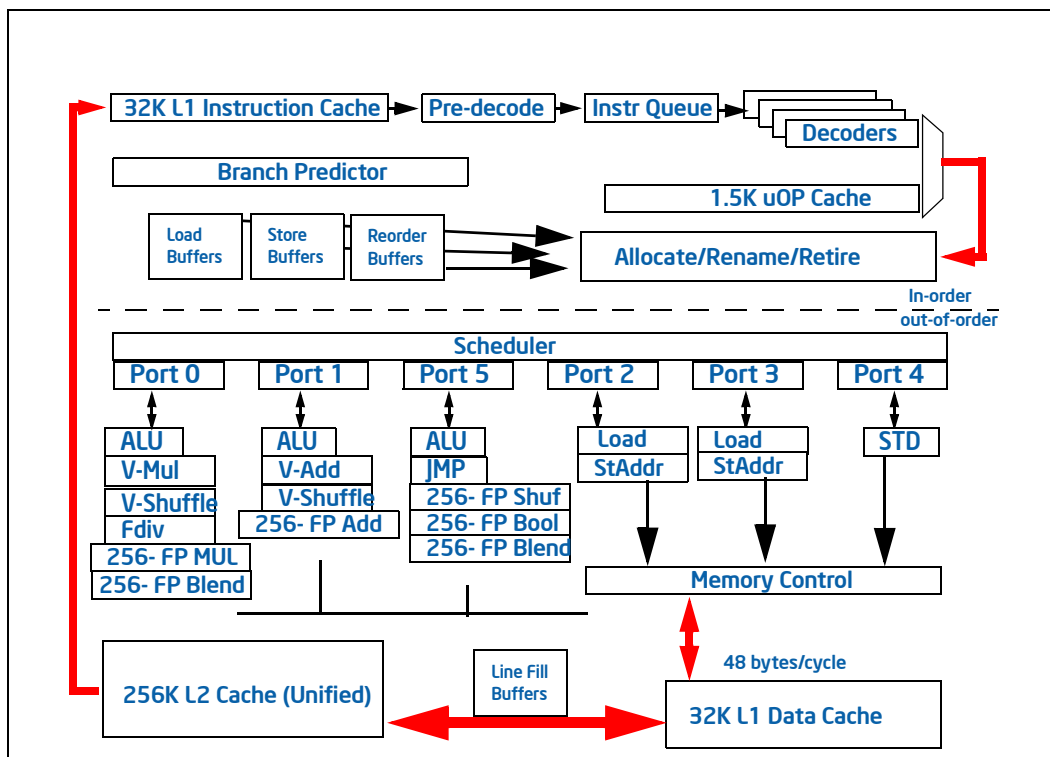 32K L1 Instruction Cache
Pre-decode
Instr Queue
Decoders
Branch Predictor
1.5K uOP Cache
Load
Buffers
Store
Buffers
Reorder
Buffers
Allocate/Rename/Retire
In-order
out-of-order
Scheduler
Port 0
Port 1
Port 5
Port 2
Port 3
Port 4
ALU
V-Mul
V-Shuffle
Fdiv
256- FP MUL
256- FP Blend
ALU
V-Add
V-Shuffle
256- FP Add
ALU
JMP
256- FP Shuf
256- FP Bool
256- FP Blend
Load
StAddr
Load
StAddr
STD
Memory Control
48 bytes/cycle
256K L2 Cache (Unified)
Line Fill
Buffers
32K L1 Data Cache